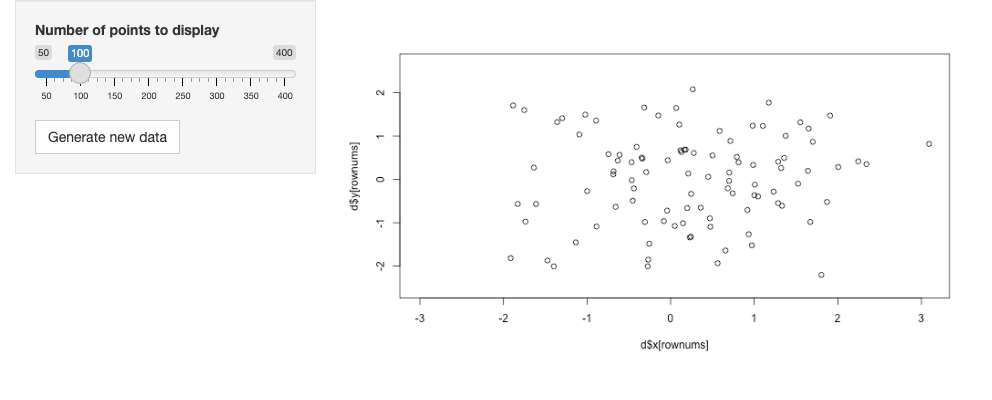 Number of points to display
50 100 400
50 100 150 200 250 300 350 400
Generate new data
d$y[rownums]
2
1
0
-1
-2
-3 -2 -1 0 1 2 3
d$x[rownums]